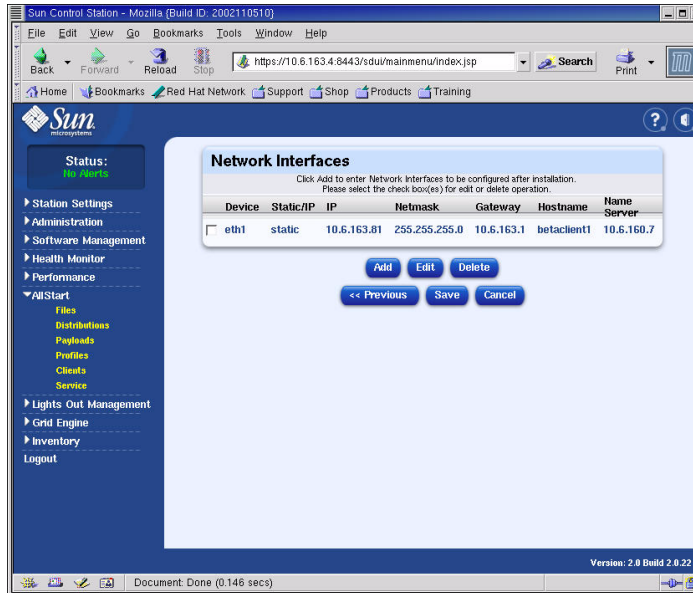 Sun Control Station - Mozilla {Build ID: 2002110510}
File Edit View Go Bookmarks Tools Window Help
Back Forward Reload Stop https://10.6.163.4:8443/sdui/mainmenu/index.jsp Search Print
Home Bookmarks Red Hat Network Support Shop Products Training
Sun
microsystems
?
Status:
No Alerts
Station Settings
Administration
Software Management
Health Monitor
Performance
AllStart
Files
Distributions
Payloads
Profiles
Clients
Service
Lights Out Management
Grid Engine
Inventory
Logout
Network Interfaces
Click Add to enter Network Interfaces to be configured after installation.
Please select the check box(es) for edit or delete operation.
Device Static/IP IP Netmask Gateway Hostname Name Server
eth1 static 10.6.163.81 255.255.255.0 10.6.163.1 betaclient1 10.6.160.7
Add Edit Delete
<< Previous Save Cancel
Version: 2.0 Build 2.0.22
Document: Done (0.146 secs)